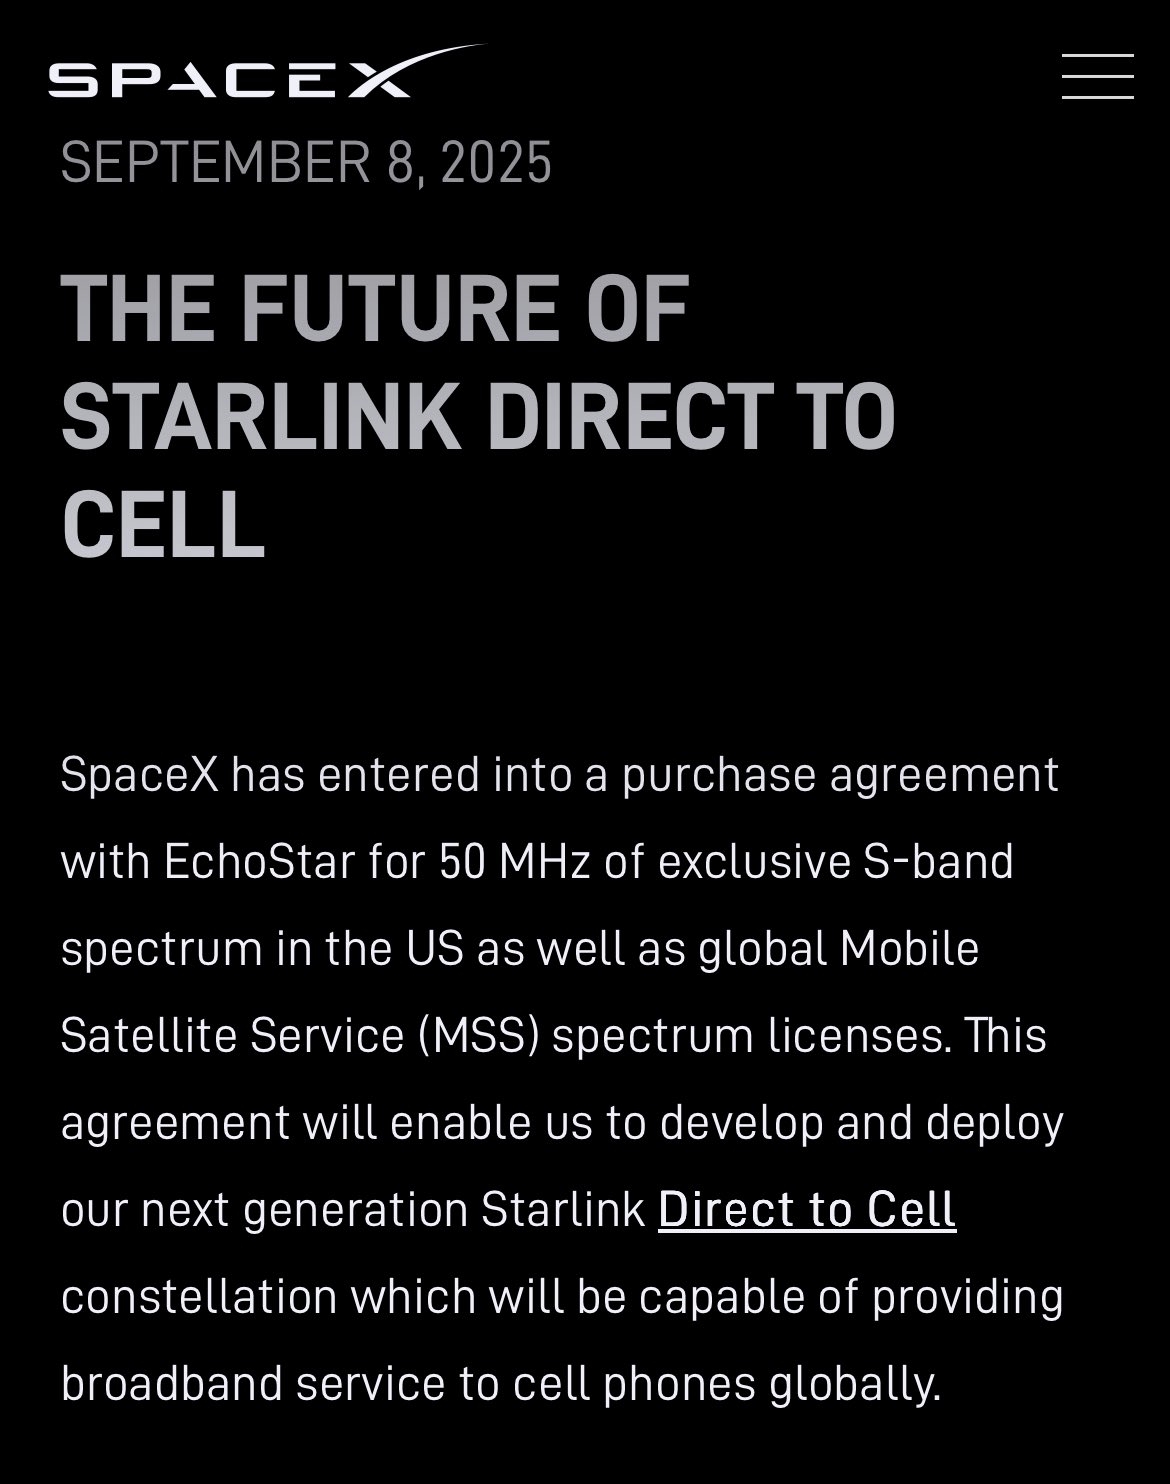 SPACEX
SEPTEMBER 8, 2025
THE FUTURE OF
STARLINK DIRECT TO
CELL
SpaceX has entered into a purchase agreement
with EchoStar for 50 MHz of exclusive S-band
spectrum in the US as well as global Mobile
Satellite Service (MSS) spectrum licenses. This
agreement will enable us to develop and deploy
our next generation Starlink Direct to Cell
constellation which will be capable of providing
broadband service to cell phones globally.